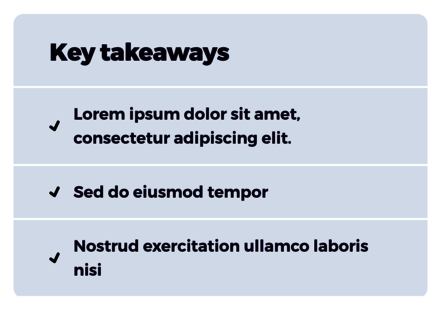 Key takeaways
Lorem ipsum dolor sit amet,
consectetur adipiscing elit.
Sed do eiusmod tempor
Nostrud exercitation ullamco laboris
nisi